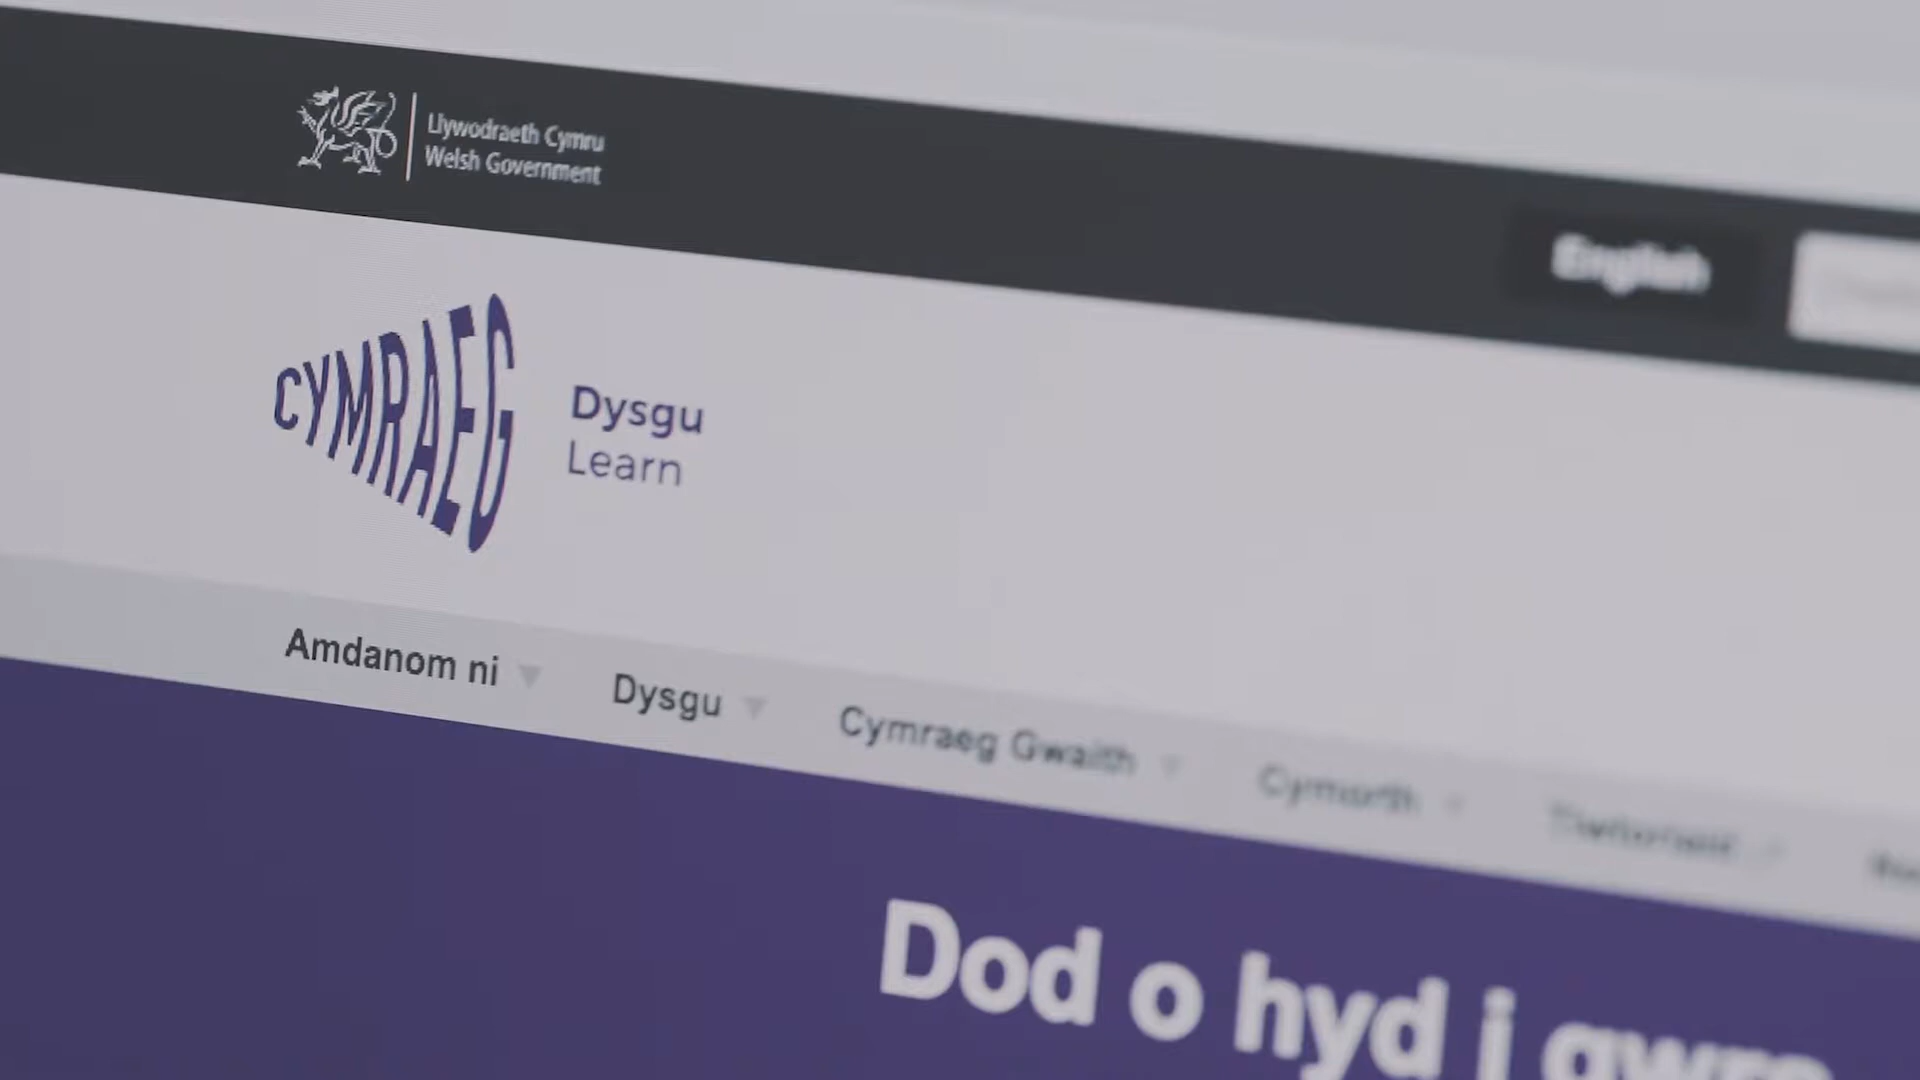 Llywodraeth Cymru
Welsh Government
English
CYMRAEG
Dysgu
Learn
Amdanom ni
Dysgu
Cymraeg Gwaith
Cymorth
Dod o hyd i